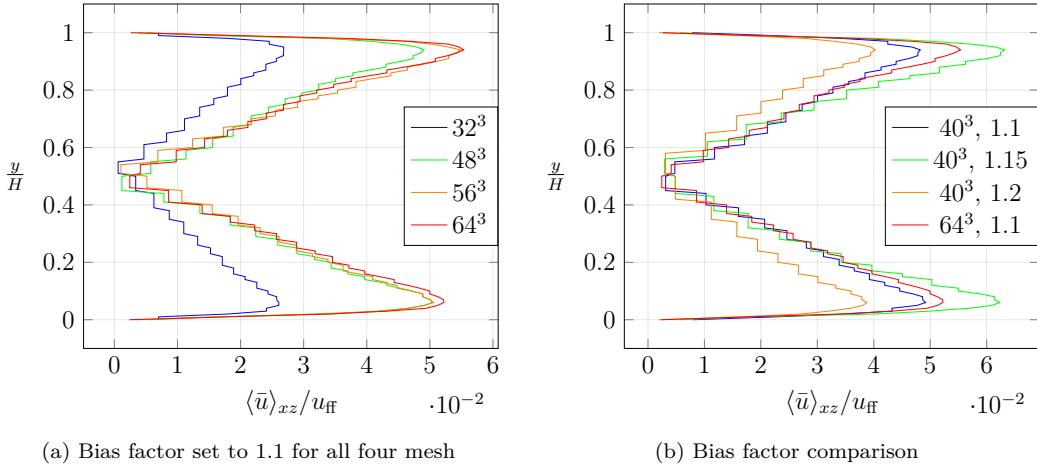 1
0.8
0.6
y/H
0.4
0.2
0
32³
48³
56³
64³
0 1 2 3 4 5 6
⟨ū⟩xz/uff ·10⁻²
(a) Bias factor set to 1.1 for all four mesh
1
0.8
0.6
y/H
0.4
0.2
0
40³, 1.1
40³, 1.15
40³, 1.2
64³, 1.1
0 1 2 3 4 5 6
⟨ū⟩xz/uff ·10⁻²
(b) Bias factor comparison